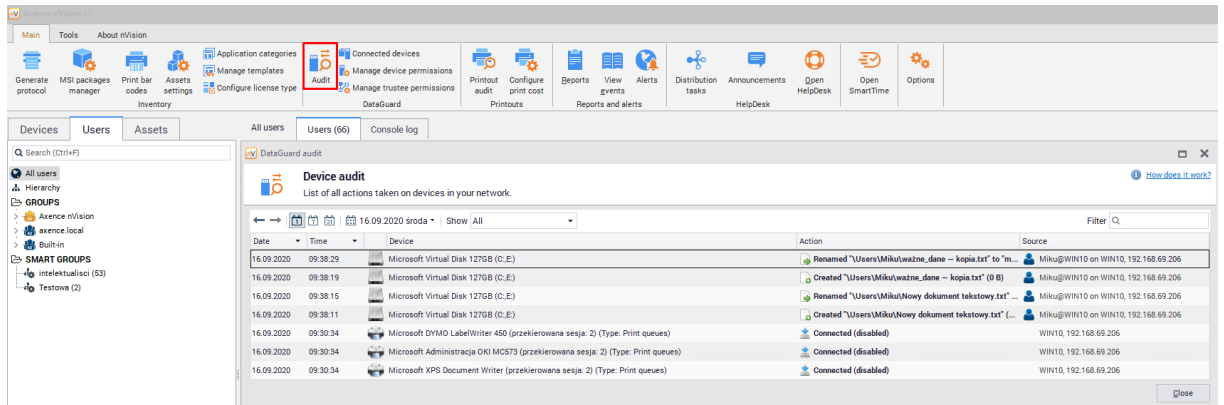 Axence nVision 11
Main Tools About nVision
Generate protocol
MSI packages manager
Print bar codes
Assets settings
Application categories
Manage templates
Configure license type
Inventory
Audit
Connected devices
Manage device permissions
Manage trustee permissions
DataGuard
Printout audit
Configure print cost
Printouts
Reports
View events
Alerts
Reports and alerts
Distribution tasks
Announcements
Open HelpDesk
HelpDesk
Open SmartTime
Options
Devices Users Assets
Search (Ctrl+F)
All users
Hierarchy
GROUPS
Axence nVision
axence.local
Built-in
SMART GROUPS
intelektualisci (53)
Testowa (2)
All users Users (66) Console log
DataGuard audit
Device audit
List of all actions taken on devices in your network.
How does it work?
16.09.2020 środa Show All Filter
Date Time Device Action Source
16.09.2020 09:38:29 Microsoft Virtual Disk 127GB (C:,E:) Renamed "\Users\Miku\ważne_dane – kopia.txt" to "m... Miku@WIN10 on WIN10, 192.168.69.206
16.09.2020 09:38:19 Microsoft Virtual Disk 127GB (C:,E:) Created "\Users\Miku\ważne_dane – kopia.txt" (0 B) Miku@WIN10 on WIN10, 192.168.69.206
16.09.2020 09:38:15 Microsoft Virtual Disk 127GB (C:,E:) Renamed "\Users\Miku\Nowy dokument tekstowy.txt" ... Miku@WIN10 on WIN10, 192.168.69.206
16.09.2020 09:38:11 Microsoft Virtual Disk 127GB (C:,E:) Created "\Users\Miku\Nowy dokument tekstowy.txt" (... Miku@WIN10 on WIN10, 192.168.69.206
16.09.2020 09:30:34 Microsoft DYMO LabelWriter 450 (przekierowana sesja: 2) (Type: Print queues) Connected (disabled) WIN10, 192.168.69.206
16.09.2020 09:30:34 Microsoft Administracja OKI MC573 (przekierowana sesja: 2) (Type: Print queues) Connected (disabled) WIN10, 192.168.69.206
16.09.2020 09:30:34 Microsoft XPS Document Writer (przekierowana sesja: 2) (Type: Print queues) Connected (disabled) WIN10, 192.168.69.206
Close